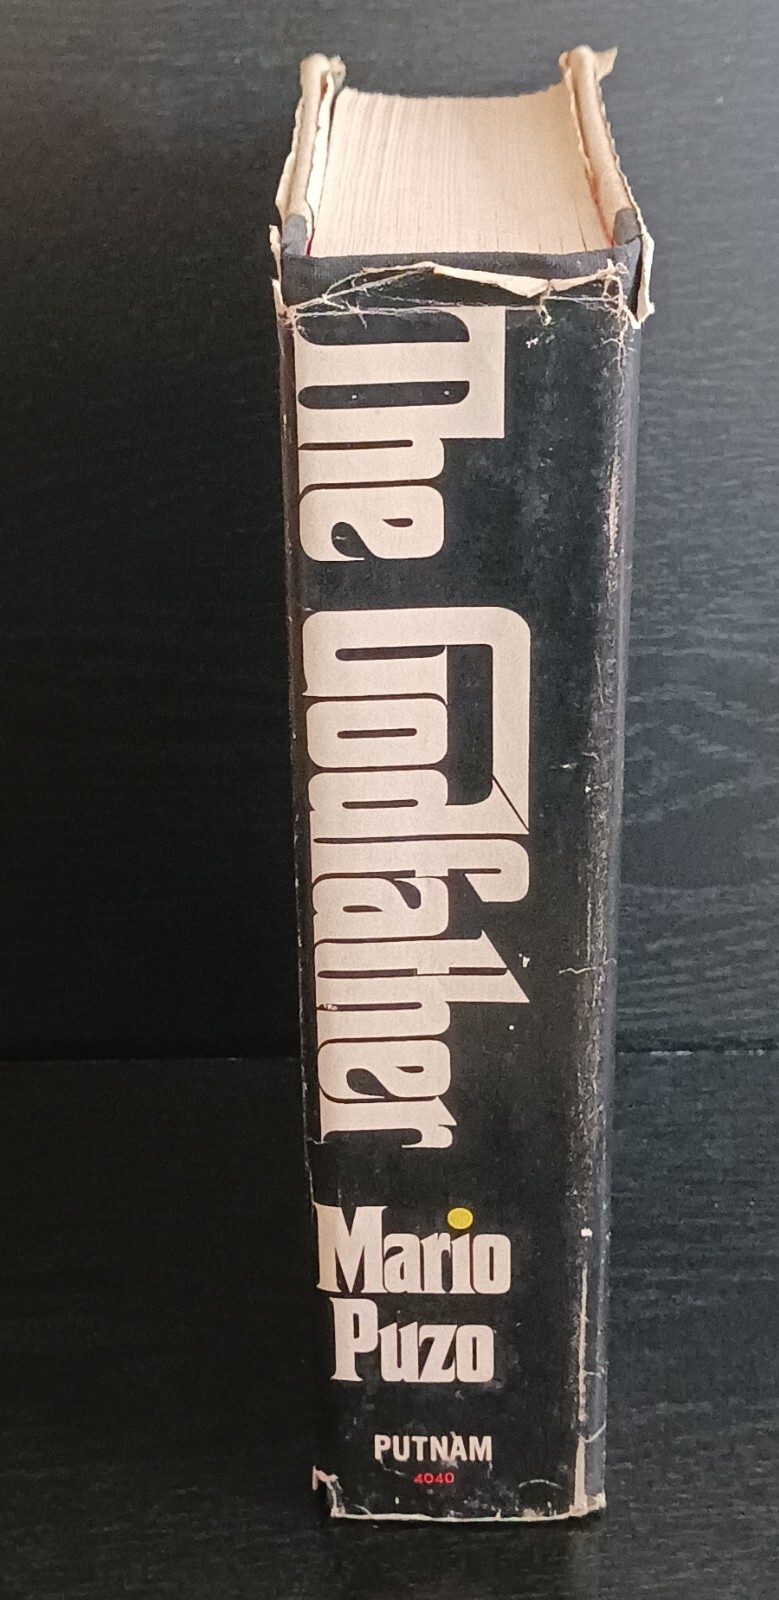 The Godfather
Mario
Puzo
PUTNAM
4040